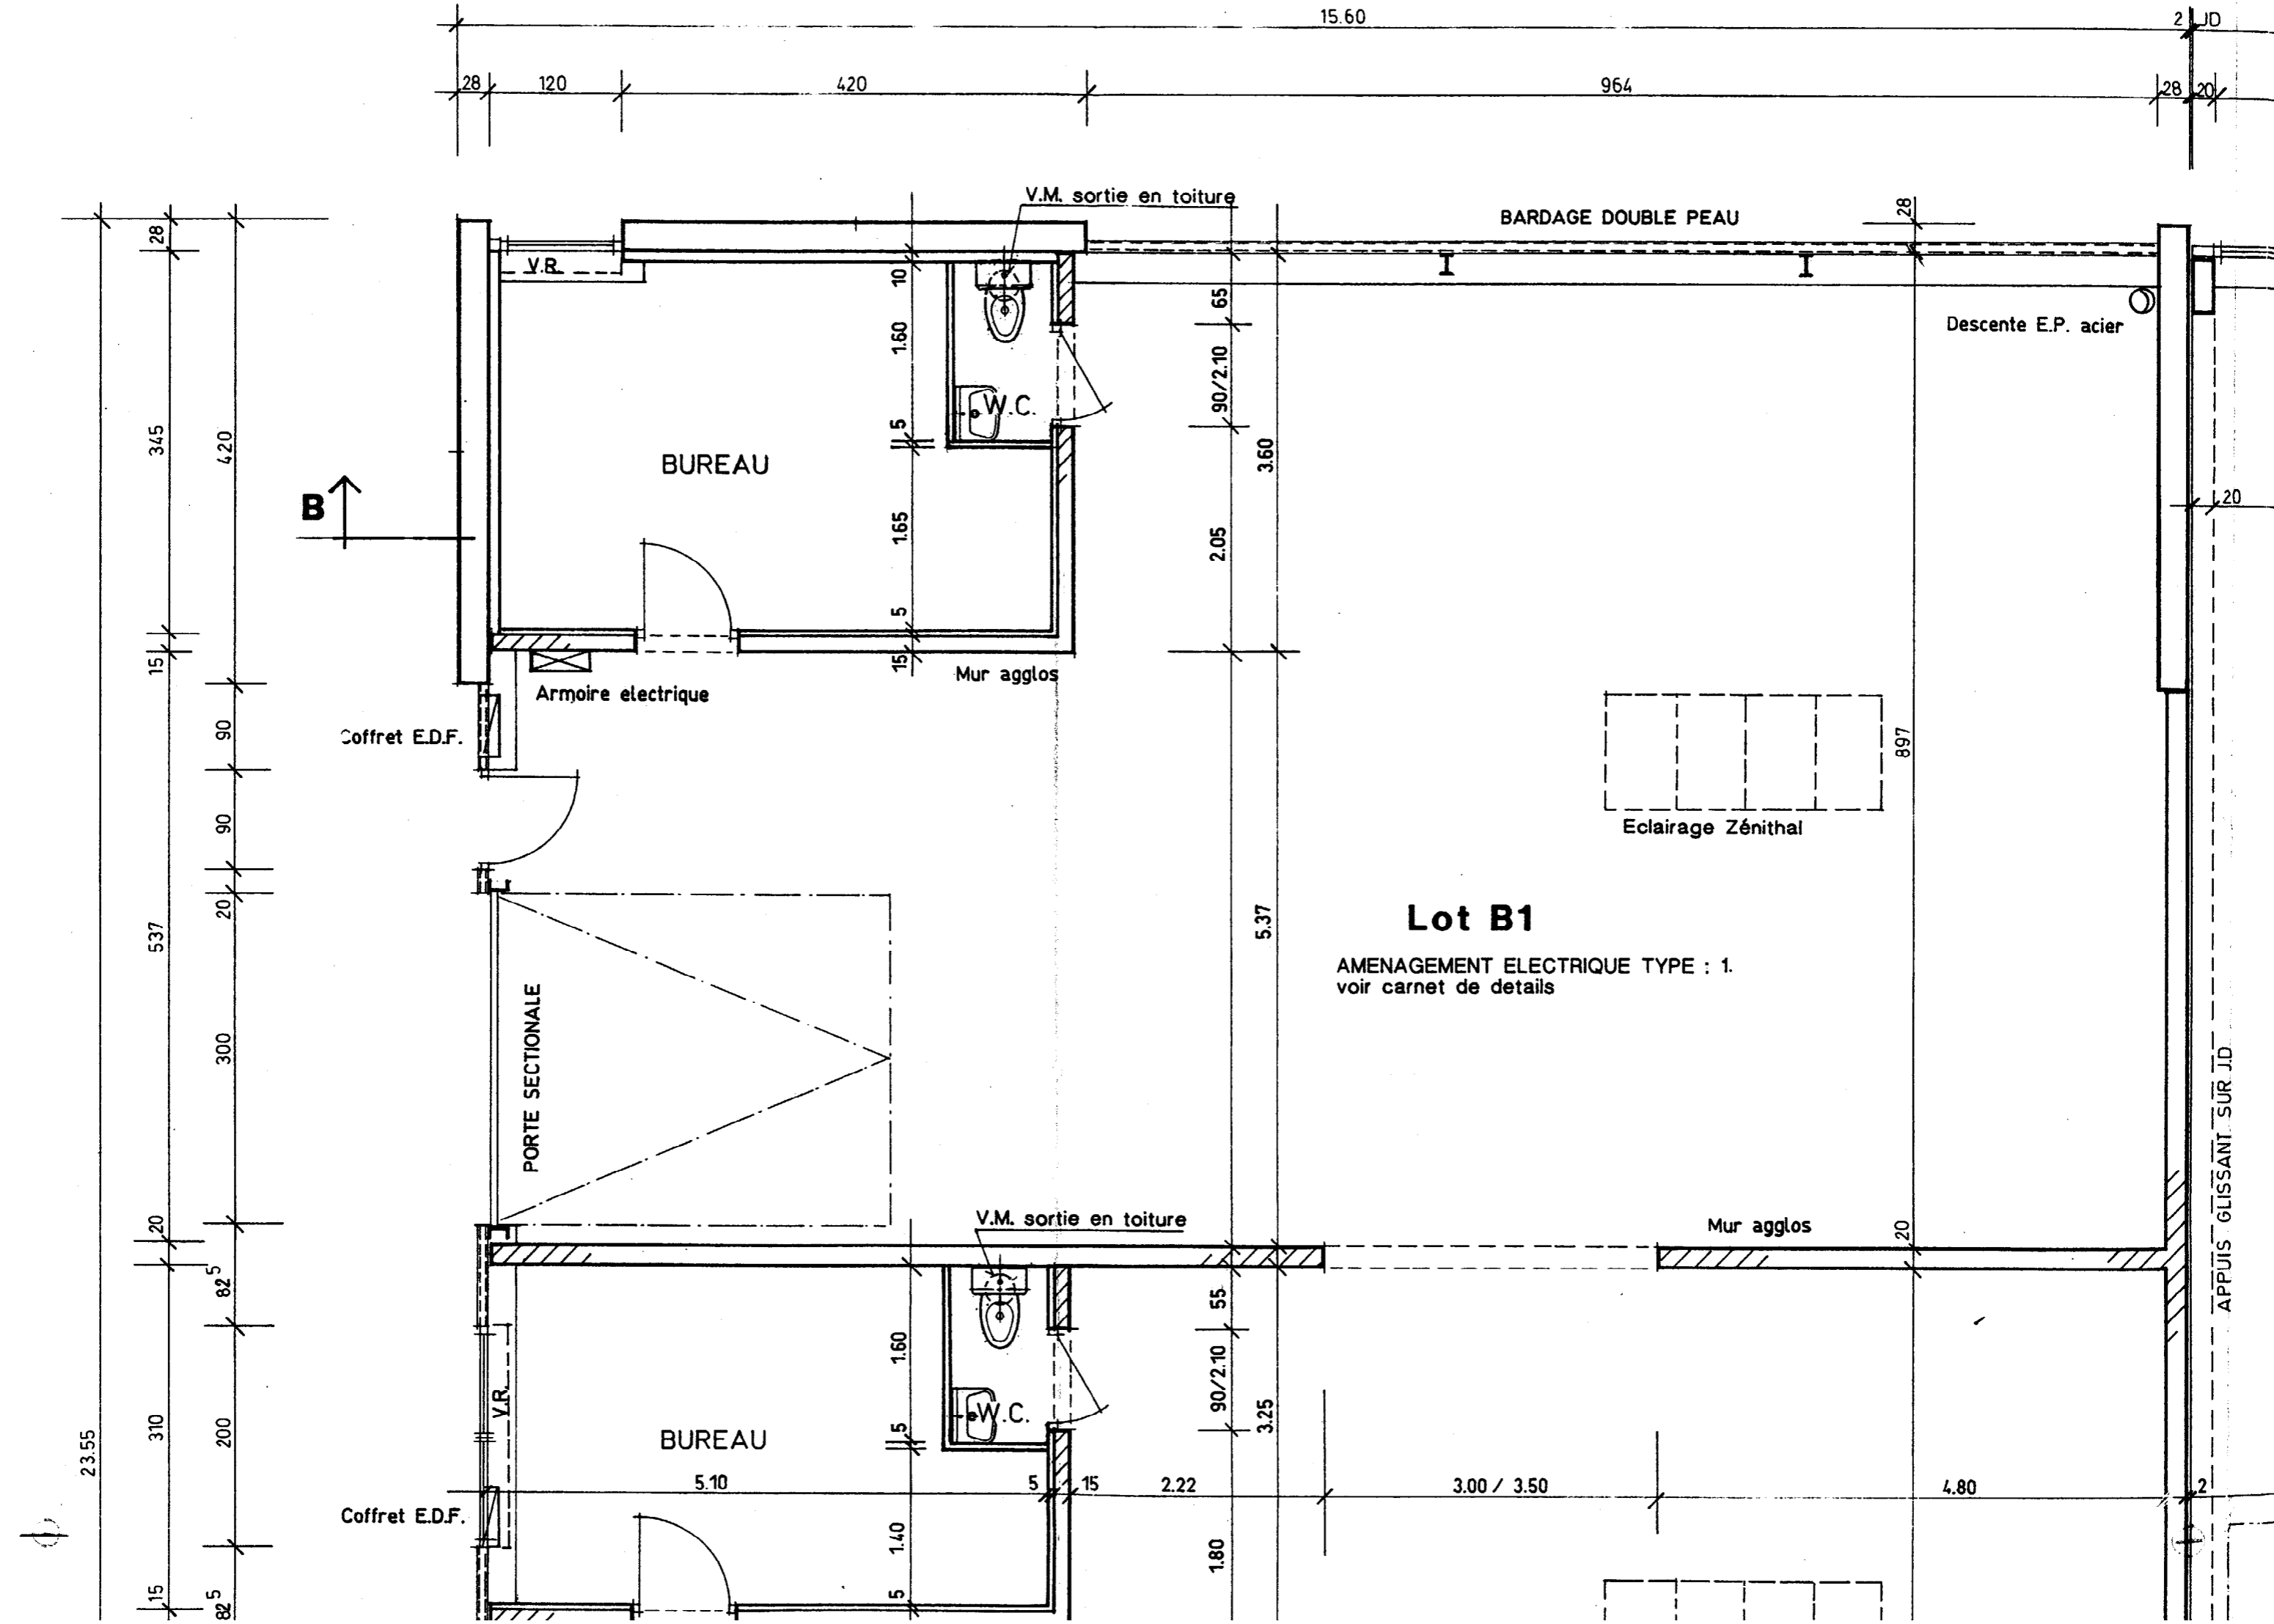 15.60
2 JD
28 120 420 964 28 20
V.M. sortie en toiture
BARDAGE DOUBLE PEAU
28
28
V.R.
10
65
Descente E.P. acier
1.60
90/2.10
W.C.
345
420
5
3.60
BUREAU
B
20
1.65
2.05
5
15
15
Mur agglos
Armoire electrique
90
Coffret E.D.F.
897
90
Eclairage Zénithal
20
537
5.37
Lot B1
AMENAGEMENT ELECTRIQUE TYPE : 1.
voir carnet de details
300
PORTE SECTIONALE
APPUIS GLISSANT SUR J.D
20
V.M. sortie en toiture
Mur agglos
20
82 5
55
1.60
90/2.10
V.R.
W.C.
23.55
310
200
5
3.25
BUREAU
5.10 5 15 2.22 3.00 / 3.50 4.80 2
Coffret E.D.F.
1.40
1.80
15
82 5
5